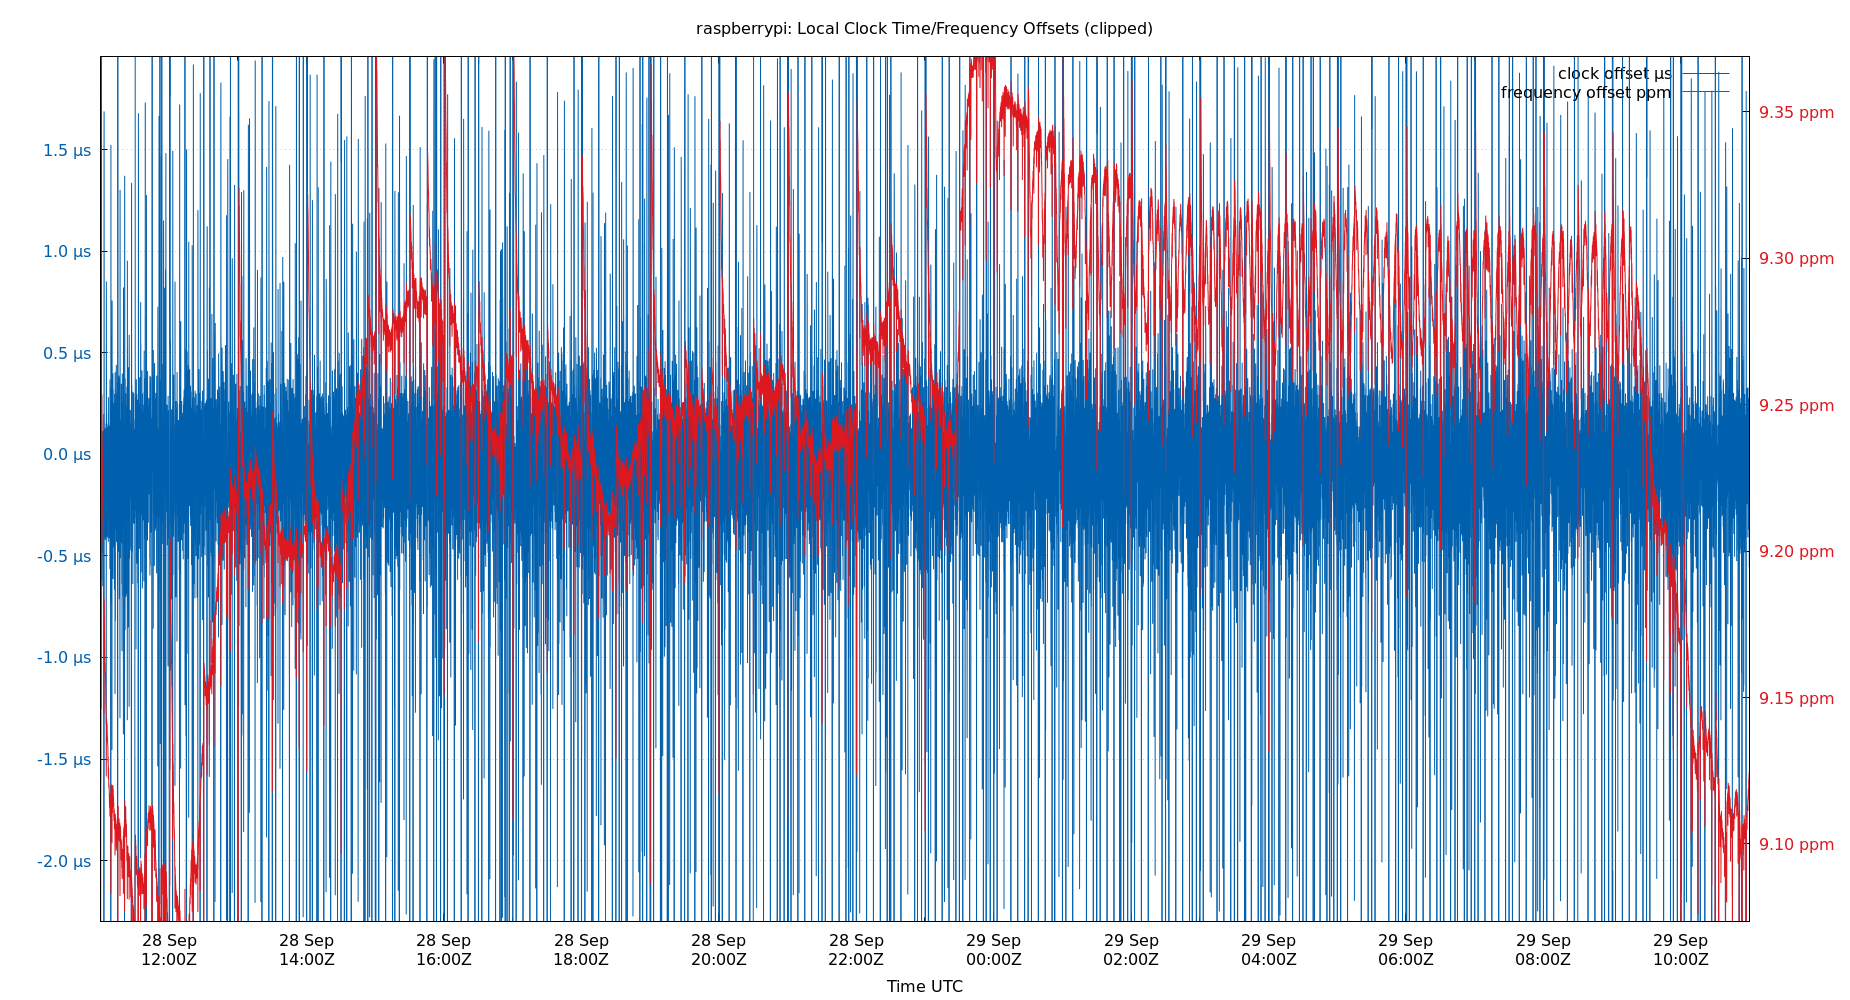 raspberrypi: Local Clock Time/Frequency Offsets (clipped)
clock offset µs
frequency offset ppm
1.5 µs
1.0 µs
0.5 µs
0.0 µs
-0.5 µs
-1.0 µs
-1.5 µs
-2.0 µs
9.35 ppm
9.30 ppm
9.25 ppm
9.20 ppm
9.15 ppm
9.10 ppm
28 Sep 28 Sep 28 Sep 28 Sep 28 Sep 28 Sep 29 Sep 29 Sep 29 Sep 29 Sep 29 Sep 29 Sep
12:00Z 14:00Z 16:00Z 18:00Z 20:00Z 22:00Z 00:00Z 02:00Z 04:00Z 06:00Z 08:00Z 10:00Z
Time UTC